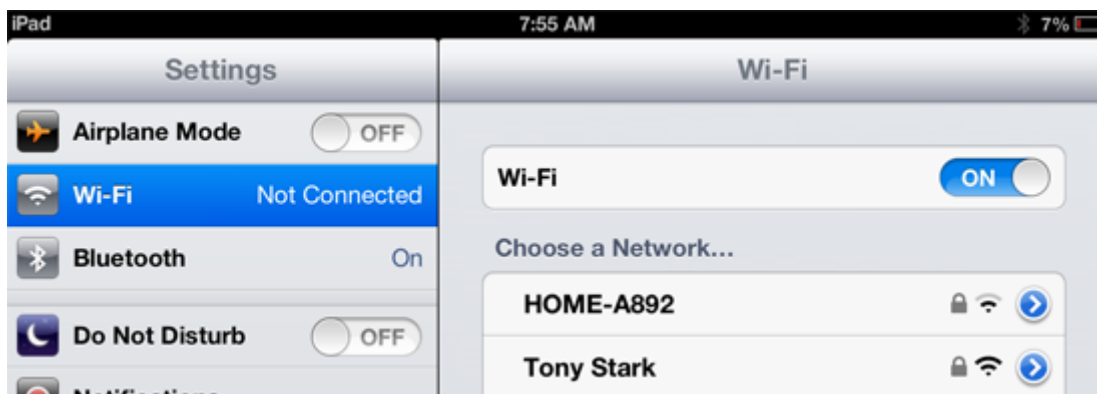 iPad 7:55 AM 7%
Settings
Airplane Mode OFF
Wi-Fi Not Connected
Bluetooth On
Do Not Disturb OFF
Notifications
Wi-Fi
Wi-Fi ON
Choose a Network...
HOME-A892
Tony Stark